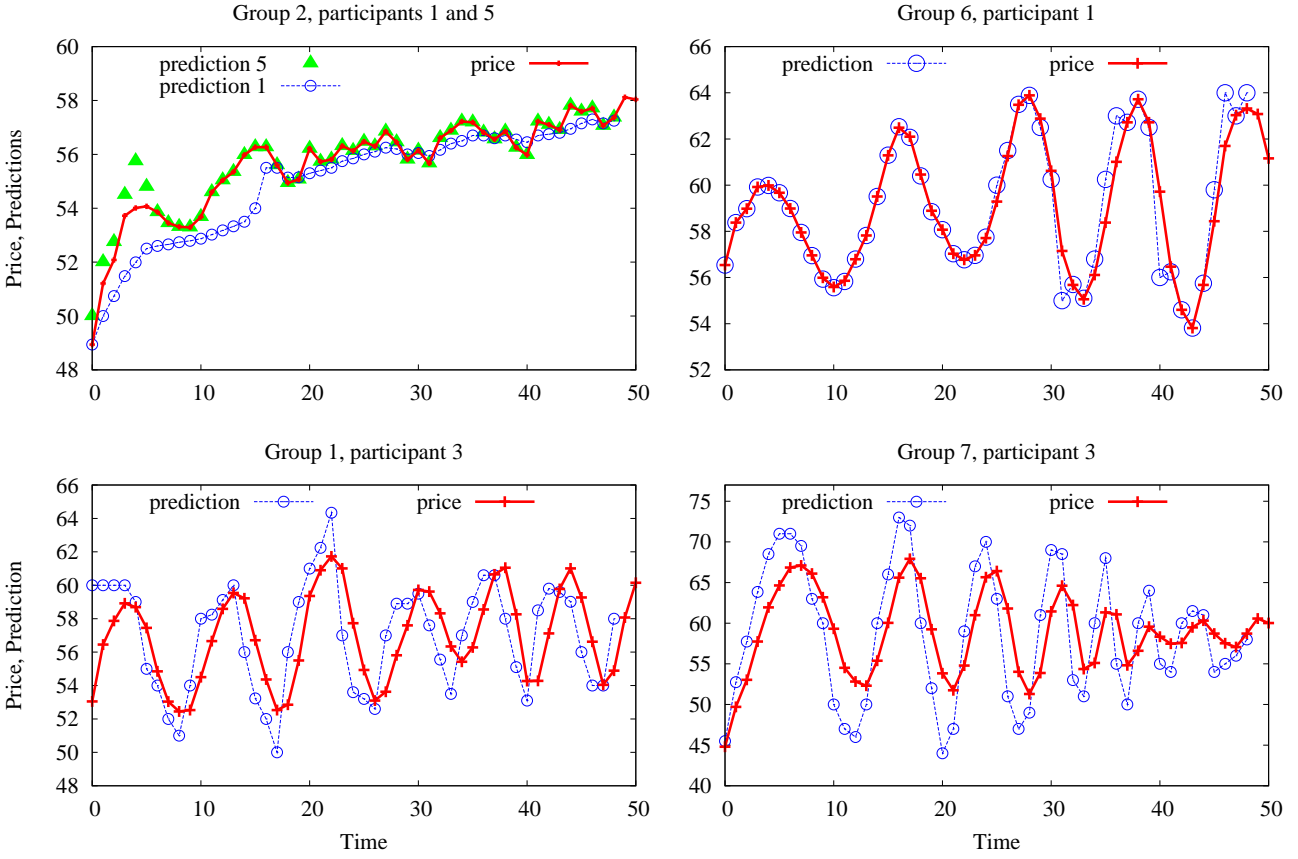 Group 2, participants 1 and 5
60
58
56
54
52
50
48
0 10 20 30 40 50
Price, Predictions
prediction 5
prediction 1
price
Group 6, participant 1
66
64
62
60
58
56
54
52
0 10 20 30 40 50
prediction
price
Group 1, participant 3
66
64
62
60
58
56
54
52
50
48
0 10 20 30 40 50
Price, Prediction
Time
prediction
price
Group 7, participant 3
75
70
65
60
55
50
45
40
0 10 20 30 40 50
Time
prediction
price